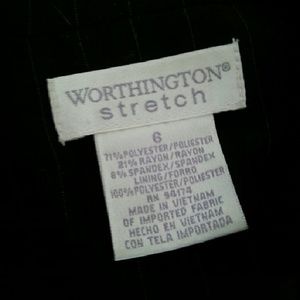 WORTHINGTON®
stretch
6
71%POLYESTER/POLIESTER
21% RAYON/RAYON
8% SPANDEX/SPANDEX
LINING/FORRO
100%POLYESTER/POLIESTER
RN 94174
MADE IN VIETNAM
OF IMPORTED FABRIC
HECHO EN VIETNAM
CON TELA IMPORTADA